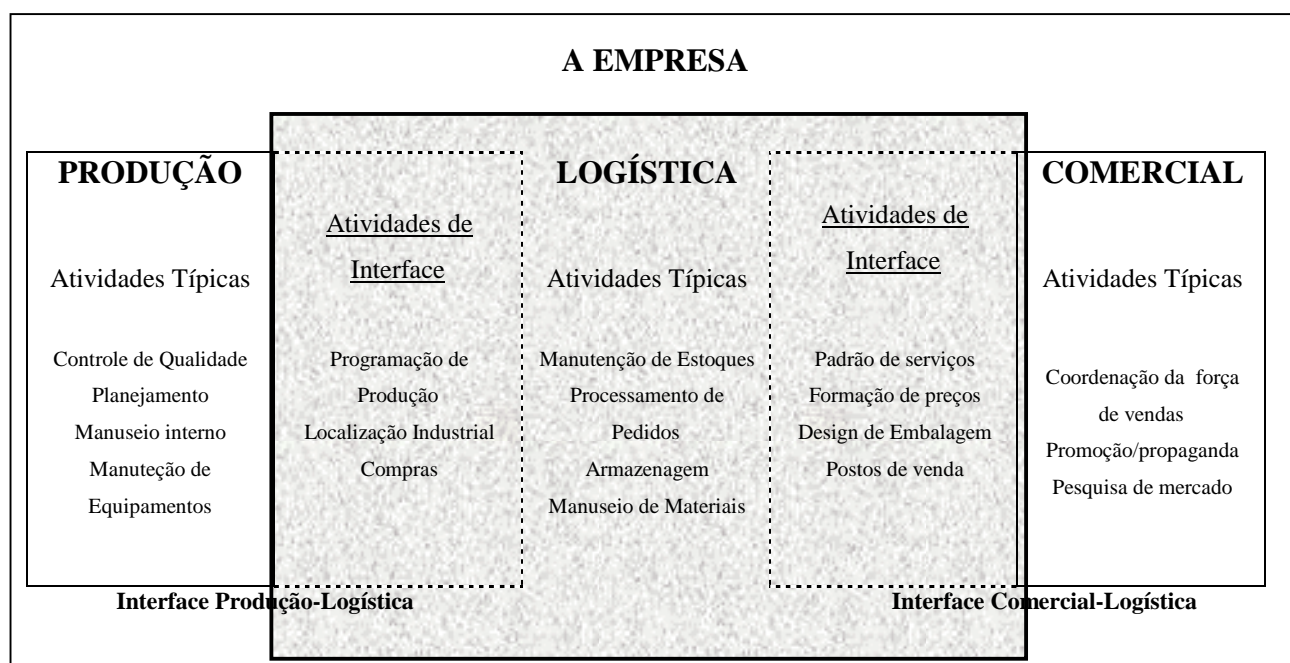 A EMPRESA
PRODUÇÃO
Atividades Típicas
Controle de Qualidade
Planejamento
Manuseio interno
Manuteção de
Equipamentos
Atividades de
Interface
Programação de
Produção
Localização Industrial
Compras
LOGÍSTICA
Atividades Típicas
Manutenção de Estoques
Processamento de
Pedidos
Armazenagem
Manuseio de Materiais
Atividades de
Interface
Padrão de serviços
Formação de preços
Design de Embalagem
Postos de venda
COMERCIAL
Atividades Típicas
Coordenação da força
de vendas
Promoção/propaganda
Pesquisa de mercado
Interface Produção-Logística
Interface Comercial-Logística